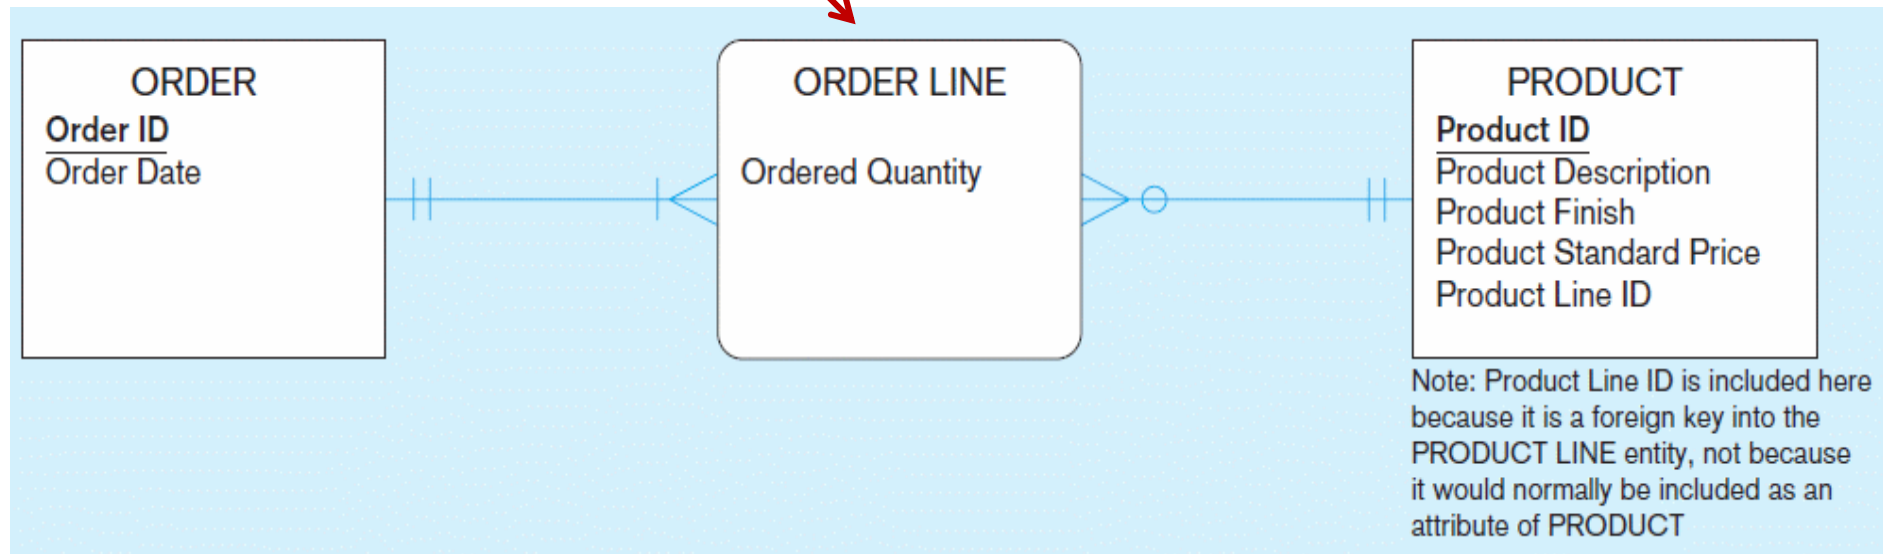 ORDER
Order ID
Order Date
ORDER LINE
Ordered Quantity
PRODUCT
Product ID
Product Description
Product Finish
Product Standard Price
Product Line ID
Note: Product Line ID is included here
because it is a foreign key into the
PRODUCT LINE entity, not because
it would normally be included as an
attribute of PRODUCT